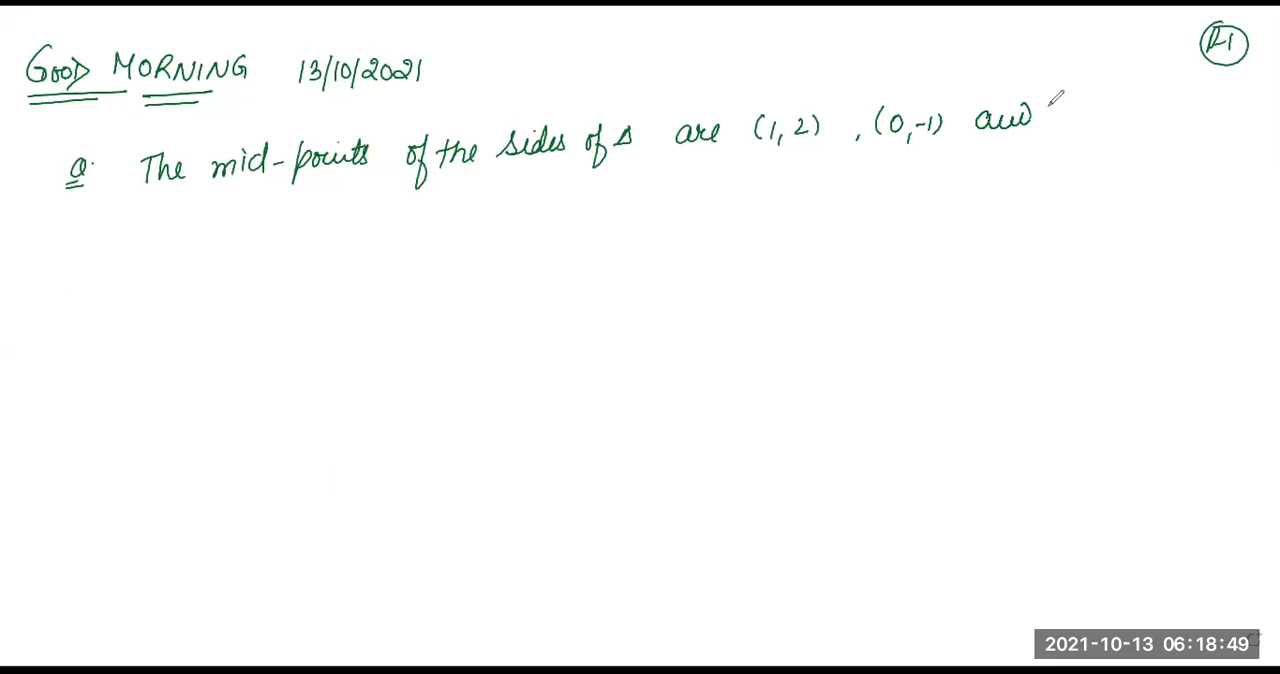 GOOD MORNING 13/10/2021
Q. The mid-points of the sides of Δ are (1, 2) , (0, -1) and
2021-10-13 06:18:49